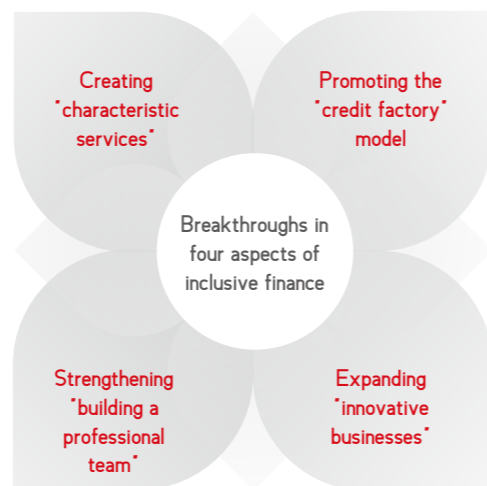 Creating
"characteristic
services"
Promoting the
"credit factory"
model
Breakthroughs in
four aspects of
inclusive finance
Strengthening
"building a
professional
team"
Expanding
"innovative
businesses"